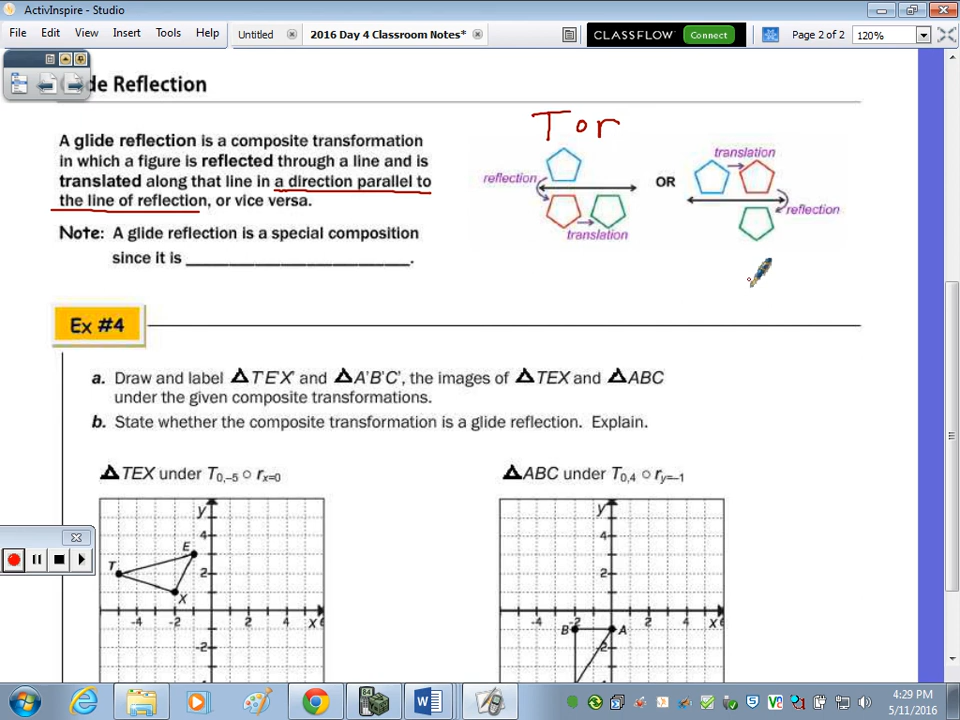 ActivInspire - Studio
File Edit View Insert Tools Help Untitled 2016 Day 4 Classroom Notes* CLASSFLOW Connect Page 2 of 2 120%
de Reflection
A glide reflection is a composite transformation
in which a figure is reflected through a line and is
translated along that line in a direction parallel to
the line of reflection, or vice versa.
Note: A glide reflection is a special composition
since it is ____________________________.
T o r
reflection
translation
OR
translation
reflection
Ex #4
a. Draw and label △T'E'X' and △A'B'C', the images of △TEX and △ABC
under the given composite transformations.
b. State whether the composite transformation is a glide reflection. Explain.
△TEX under T0,–5 ○ rx=0
y
4
E
T
2
X
-4 -2 2 4 x 6
-2
△ABC under T0,4 ○ ry=–1
y
4
2
-4 -2 2 4 x 6
B A
-2
84
W
4:29 PM
5/11/2016